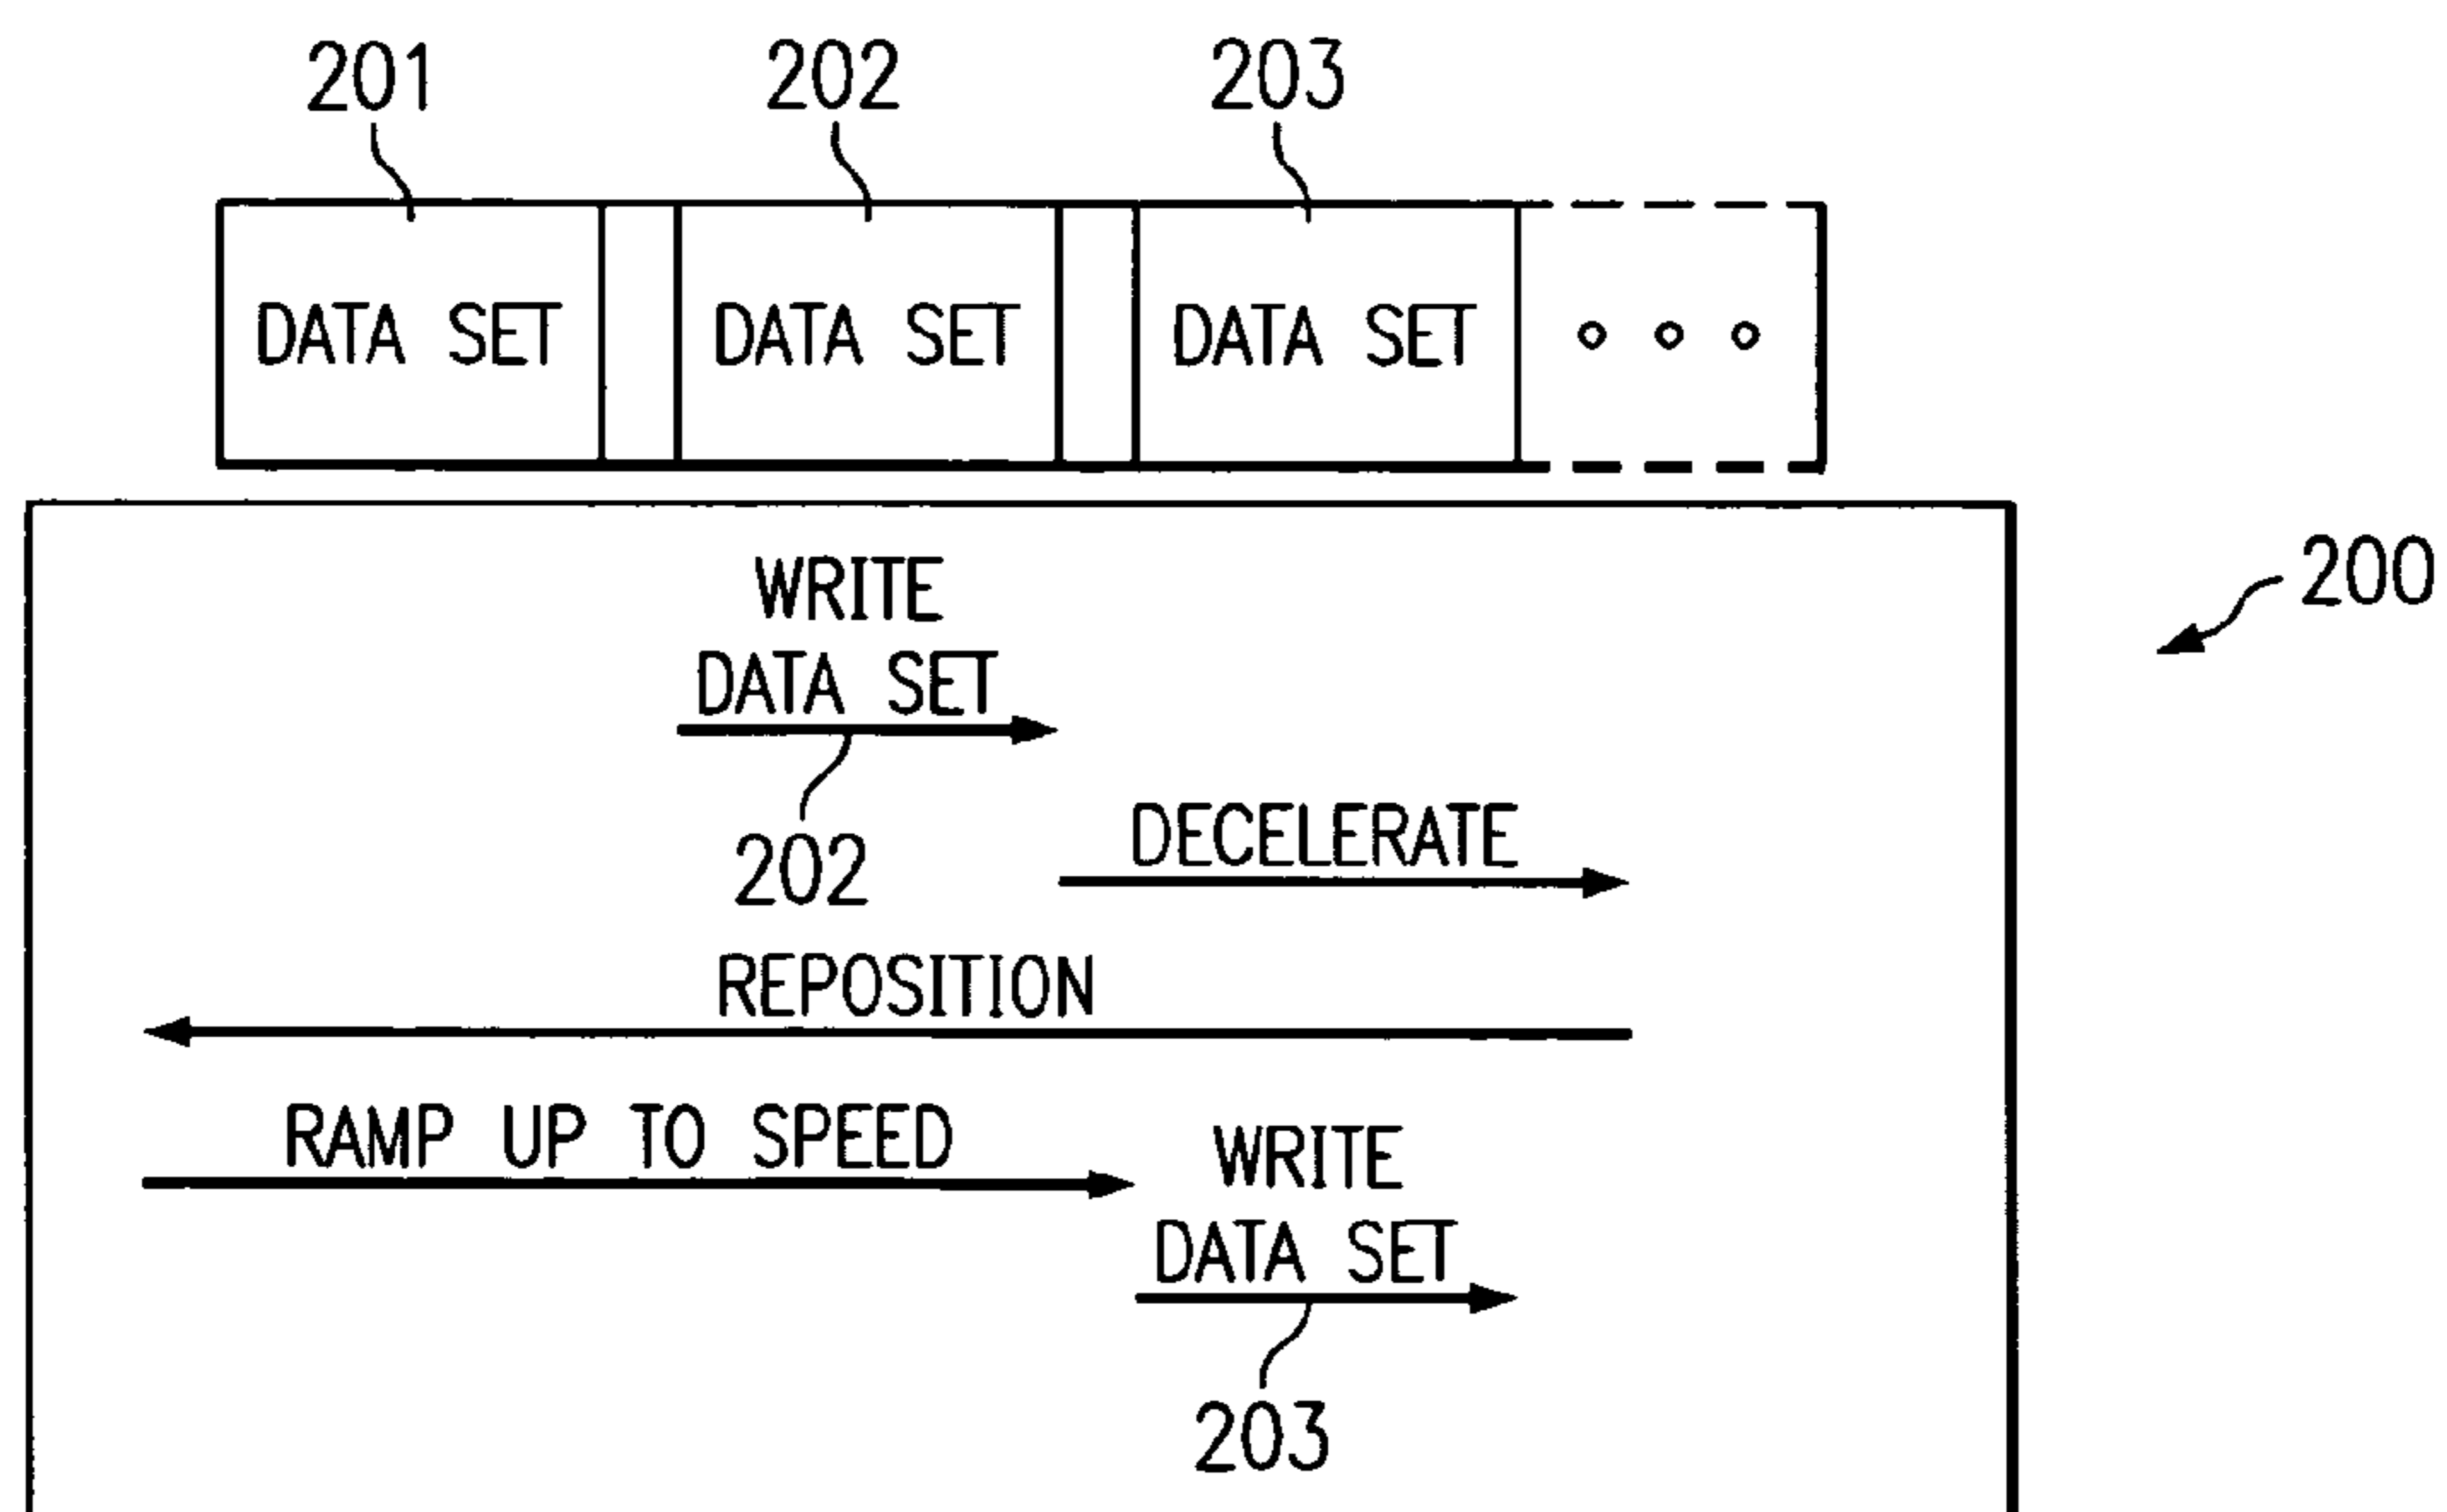 201 202 203
DATA SET DATA SET DATA SET
200
WRITE
DATA SET
202
DECELERATE
REPOSITION
RAMP UP TO SPEED
WRITE
DATA SET
203